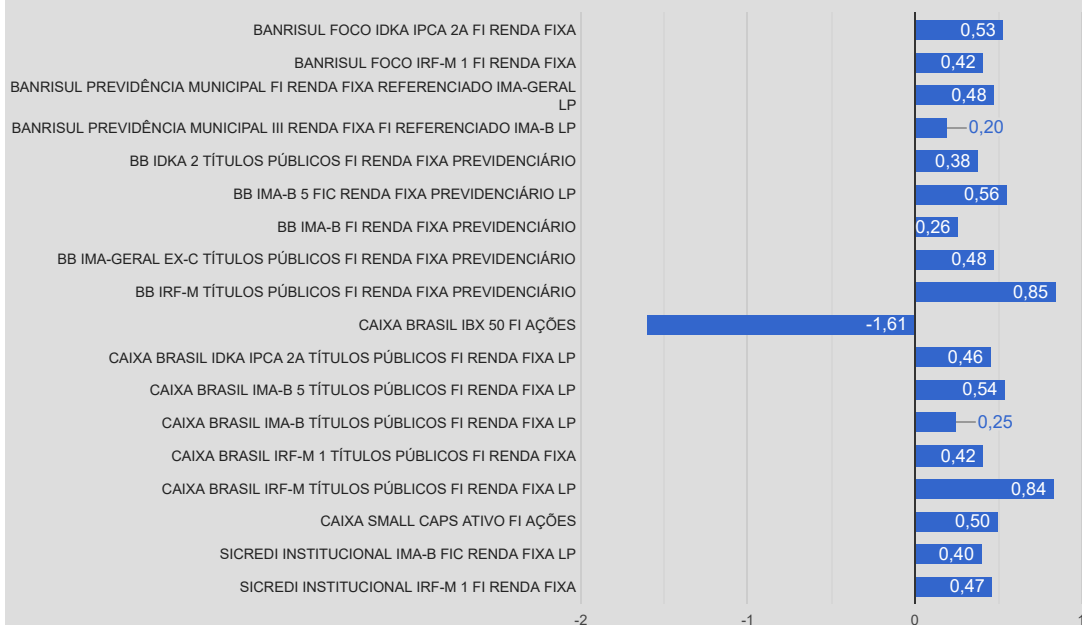 BANRISUL FOCO IDKA IPCA 2A FI RENDA FIXA 0,53
BANRISUL FOCO IRF-M 1 FI RENDA FIXA 0,42
BANRISUL PREVIDÊNCIA MUNICIPAL FI RENDA FIXA REFERENCIADO IMA-GERAL
LP 0,48
BANRISUL PREVIDÊNCIA MUNICIPAL III RENDA FIXA FI REFERENCIADO IMA-B LP 0,20
BB IDKA 2 TÍTULOS PÚBLICOS FI RENDA FIXA PREVIDENCIÁRIO 0,38
BB IMA-B 5 FIC RENDA FIXA PREVIDENCIÁRIO LP 0,56
BB IMA-B FI RENDA FIXA PREVIDENCIÁRIO 0,26
BB IMA-GERAL EX-C TÍTULOS PÚBLICOS FI RENDA FIXA PREVIDENCIÁRIO 0,48
BB IRF-M TÍTULOS PÚBLICOS FI RENDA FIXA PREVIDENCIÁRIO 0,85
CAIXA BRASIL IBX 50 FI AÇÕES -1,61
CAIXA BRASIL IDKA IPCA 2A TÍTULOS PÚBLICOS FI RENDA FIXA LP 0,46
CAIXA BRASIL IMA-B 5 TÍTULOS PÚBLICOS FI RENDA FIXA LP 0,54
CAIXA BRASIL IMA-B TÍTULOS PÚBLICOS FI RENDA FIXA LP 0,25
CAIXA BRASIL IRF-M 1 TÍTULOS PÚBLICOS FI RENDA FIXA 0,42
CAIXA BRASIL IRF-M TÍTULOS PÚBLICOS FI RENDA FIXA LP 0,84
CAIXA SMALL CAPS ATIVO FI AÇÕES 0,50
SICREDI INSTITUCIONAL IMA-B FIC RENDA FIXA LP 0,40
SICREDI INSTITUCIONAL IRF-M 1 FI RENDA FIXA 0,47
-2 -1 0 1